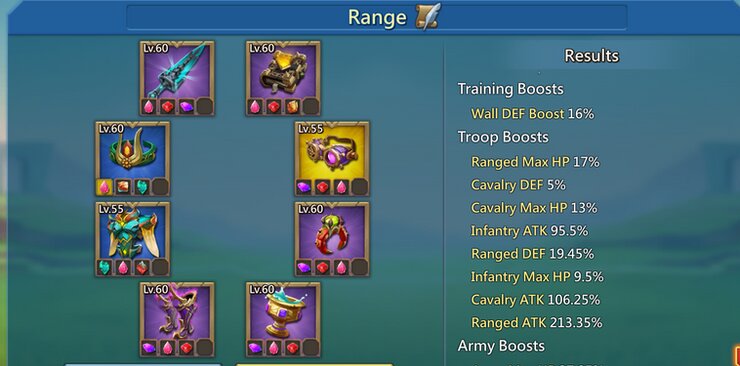 Range
Lv.60
Lv.60
Lv.60
Lv.55
Lv.55
Lv.60
Lv.60
Lv.60
Results
Training Boosts
Wall DEF Boost 16%
Troop Boosts
Ranged Max HP 17%
Cavalry DEF 5%
Cavalry Max HP 13%
Infantry ATK 95.5%
Ranged DEF 19.45%
Infantry Max HP 9.5%
Cavalry ATK 106.25%
Ranged ATK 213.35%
Army Boosts